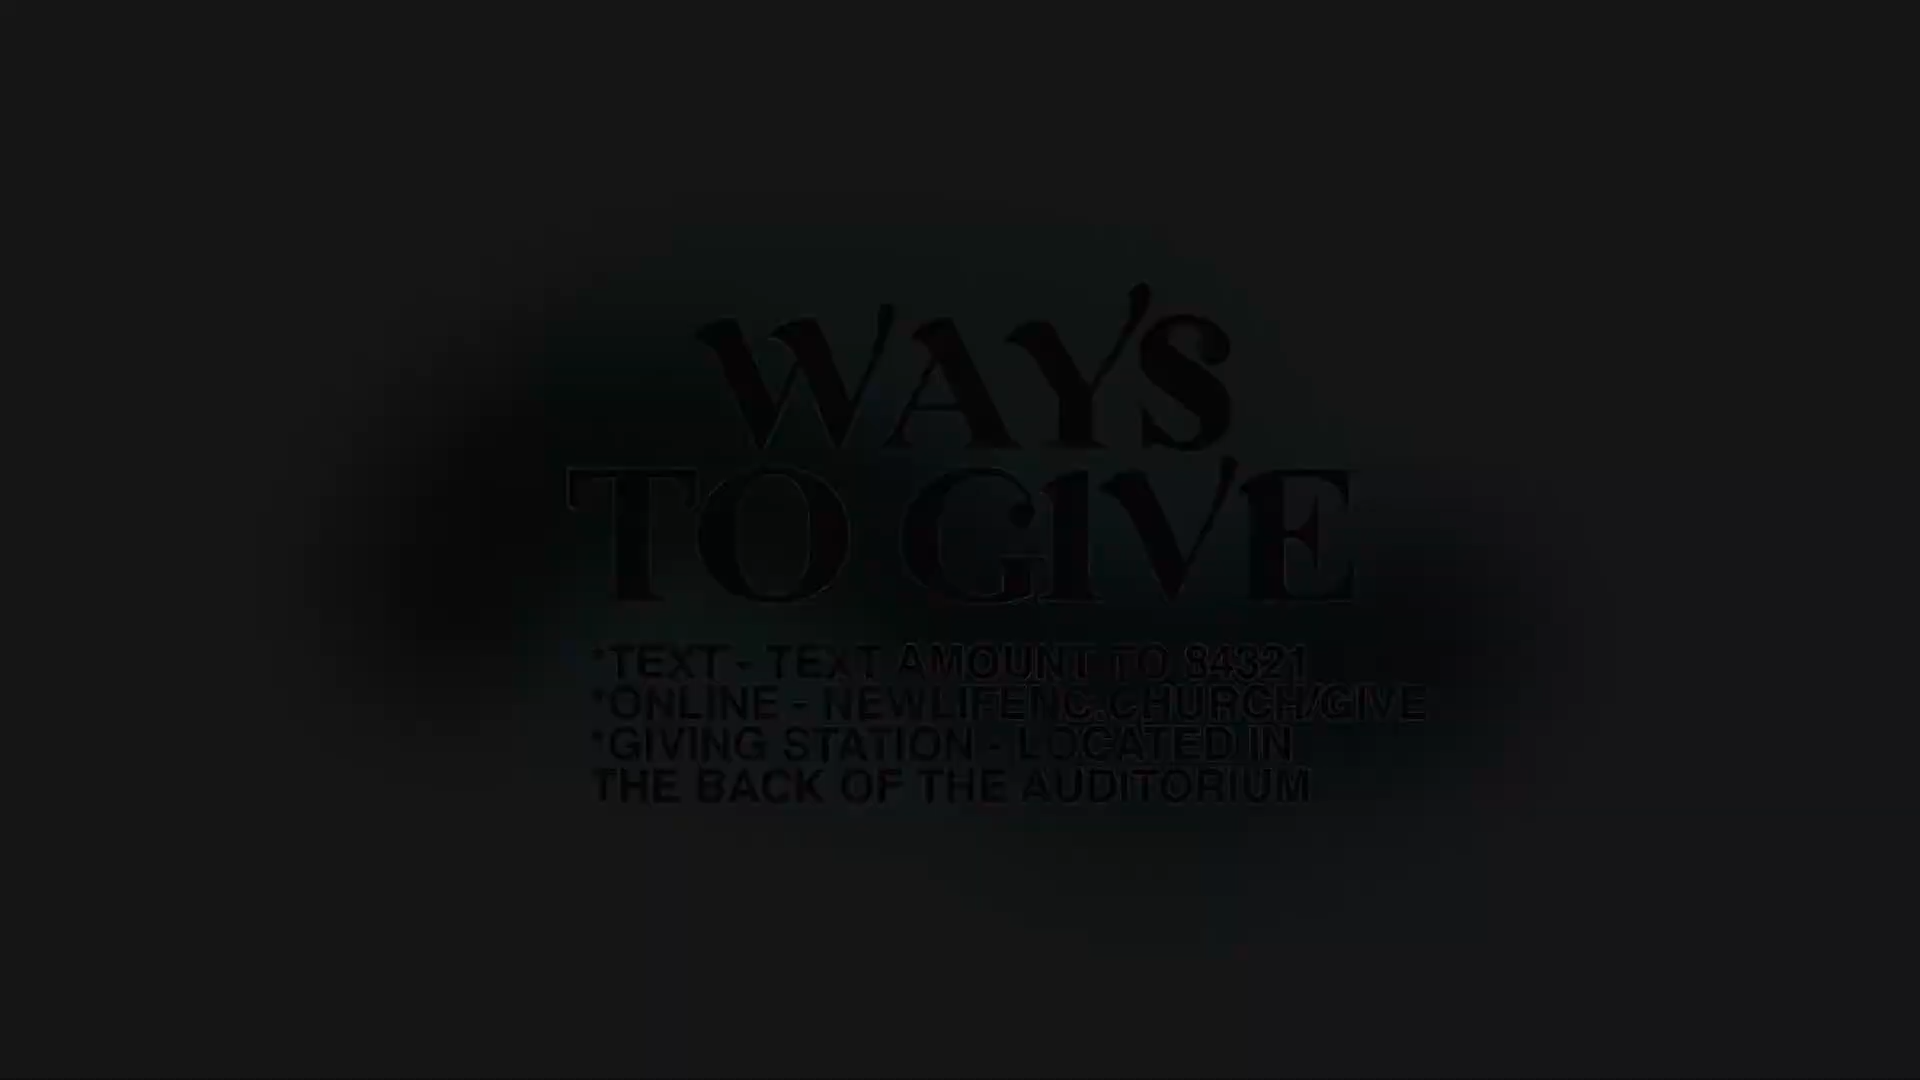 WAYS
TO GIVE
*TEXT - TEXT AMOUNT TO 84321
*ONLINE - NEWLIFENC.CHURCH/GIVE
*GIVING STATION - LOCATED IN
THE BACK OF THE AUDITORIUM